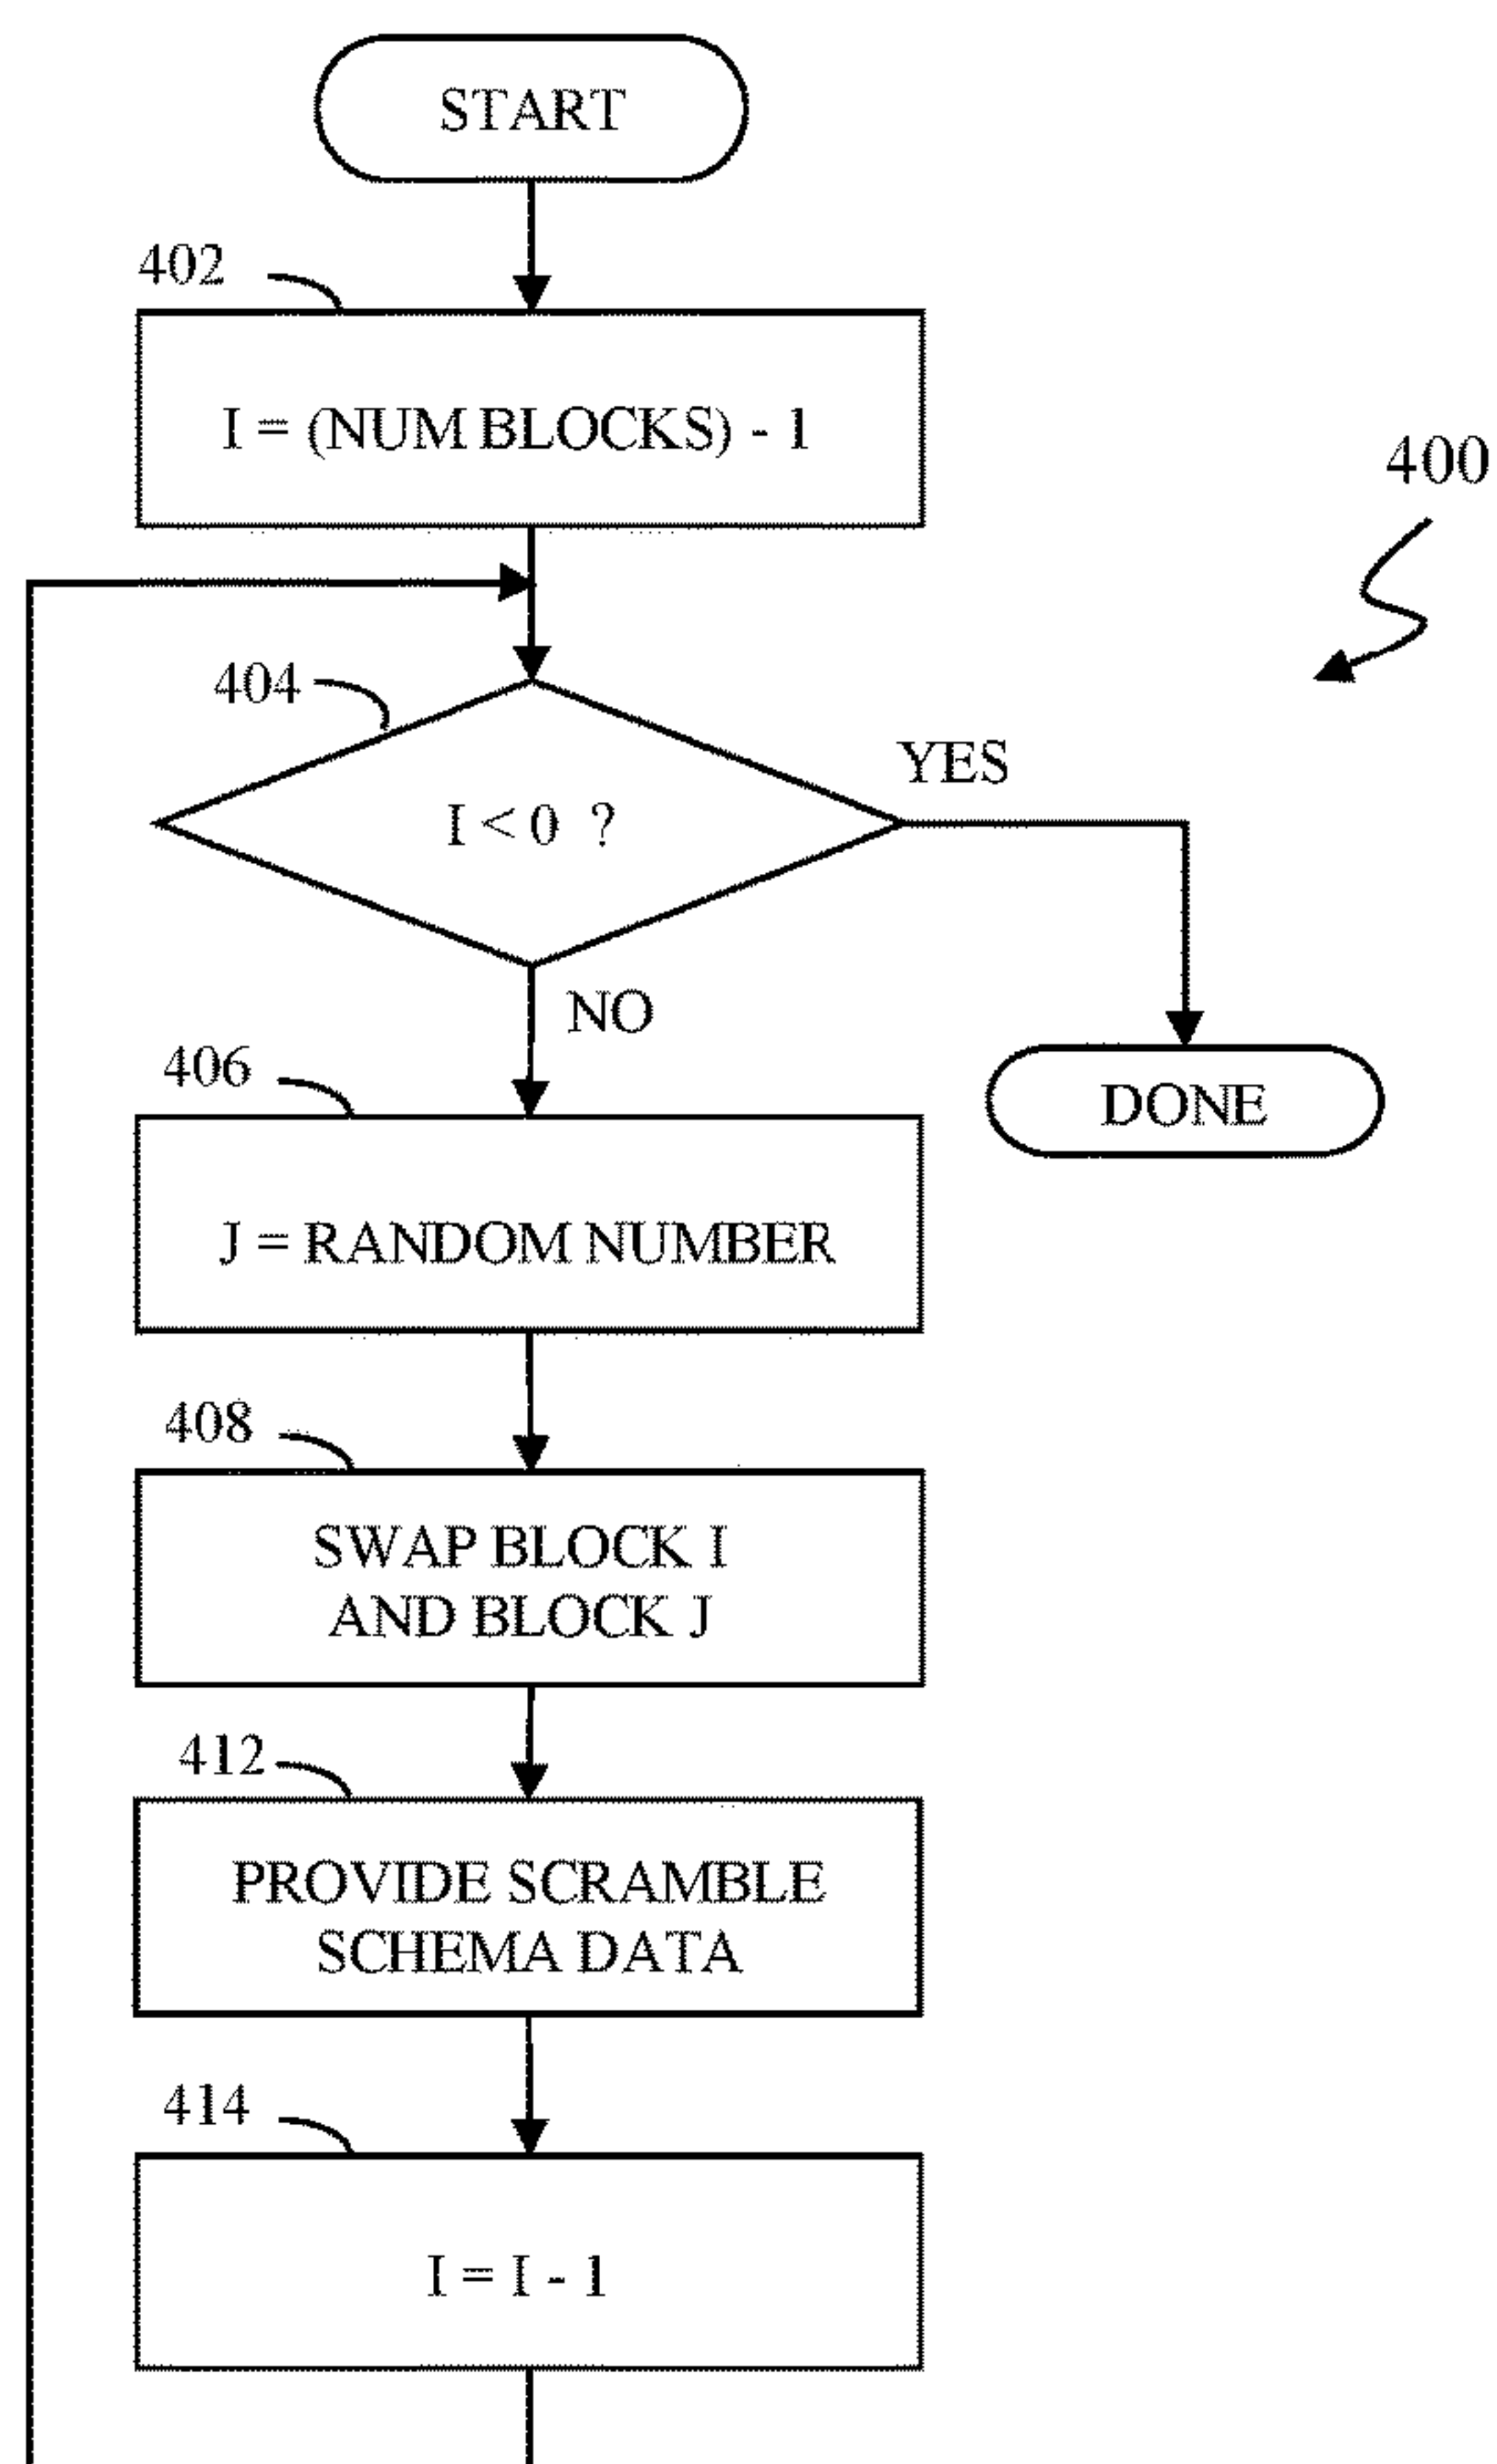 START
402
I = (NUM BLOCKS) - 1
400
404
I < 0 ?
YES
NO
DONE
406
J = RANDOM NUMBER
408
SWAP BLOCK I
AND BLOCK J
412
PROVIDE SCRAMBLE
SCHEMA DATA
414
I = I - 1